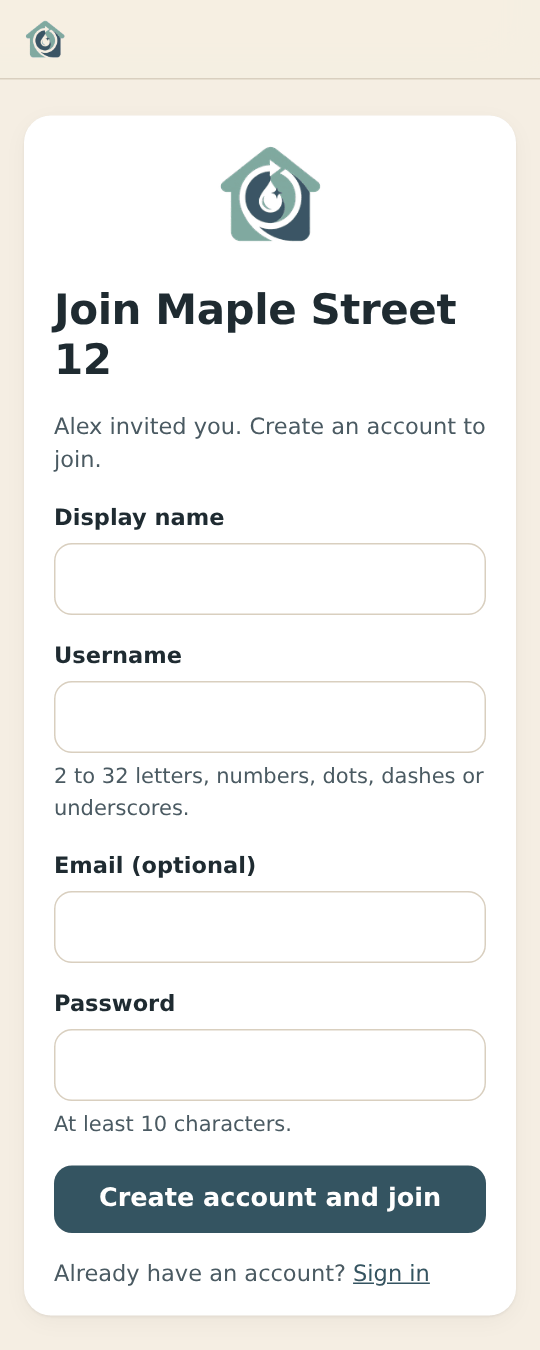 Join Maple Street
12
Alex invited you. Create an account to
join.
Display name
Username
2 to 32 letters, numbers, dots, dashes or
underscores.
Email (optional)
Password
At least 10 characters.
Create account and join
Already have an account? Sign in